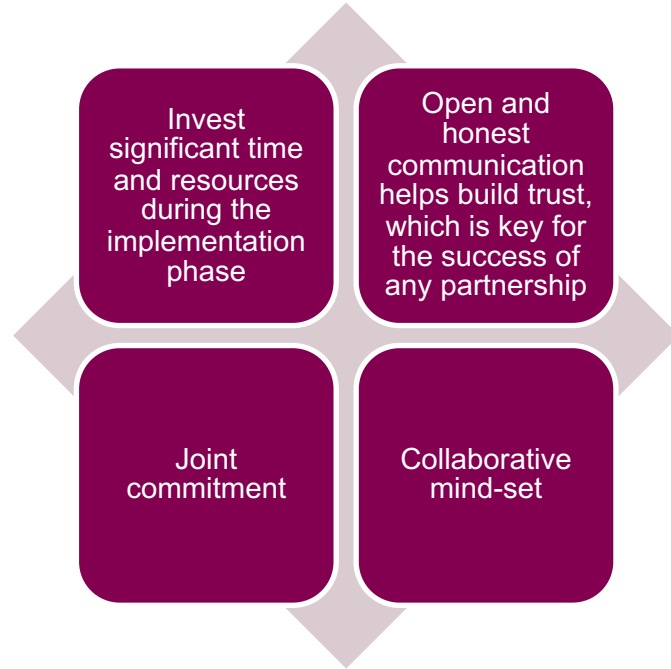 Invest
significant time
and resources
during the
implementation
phase
Open and
honest
communication
helps build trust,
which is key for
the success of
any partnership
Joint
commitment
Collaborative
mind-set